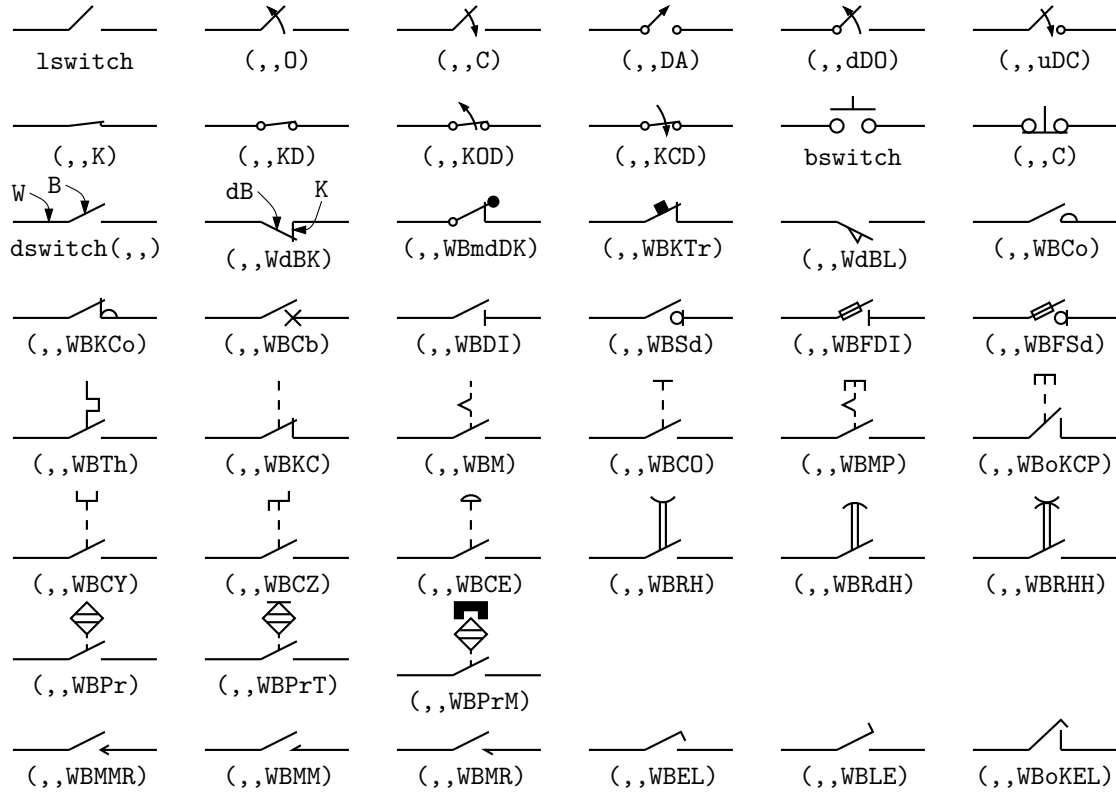 lswitch (,,O) (,,C) (,,DA) (,,dDO) (,,uDC)
(,,K) (,,KD) (,,KOD) (,,KCD) bswitch (,,C)
W B dB K
dswitch(,,) (,,WdBK) (,,WBmdDK) (,,WBKTr) (,,WdBL) (,,WBCo)
(,,WBKCo) (,,WBCb) (,,WBDI) (,,WBSd) (,,WBFDI) (,,WBFSd)
(,,WBTh) (,,WBKC) (,,WBM) (,,WBCO) (,,WBMP) (,,WBoKCP)
(,,WBCY) (,,WBCZ) (,,WBCE) (,,WBRH) (,,WBRdH) (,,WBRHH)
(,,WBPr) (,,WBPrT) (,,WBPrM)
(,,WBMMR) (,,WBMM) (,,WBMR) (,,WBEL) (,,WBLE) (,,WBoKEL)